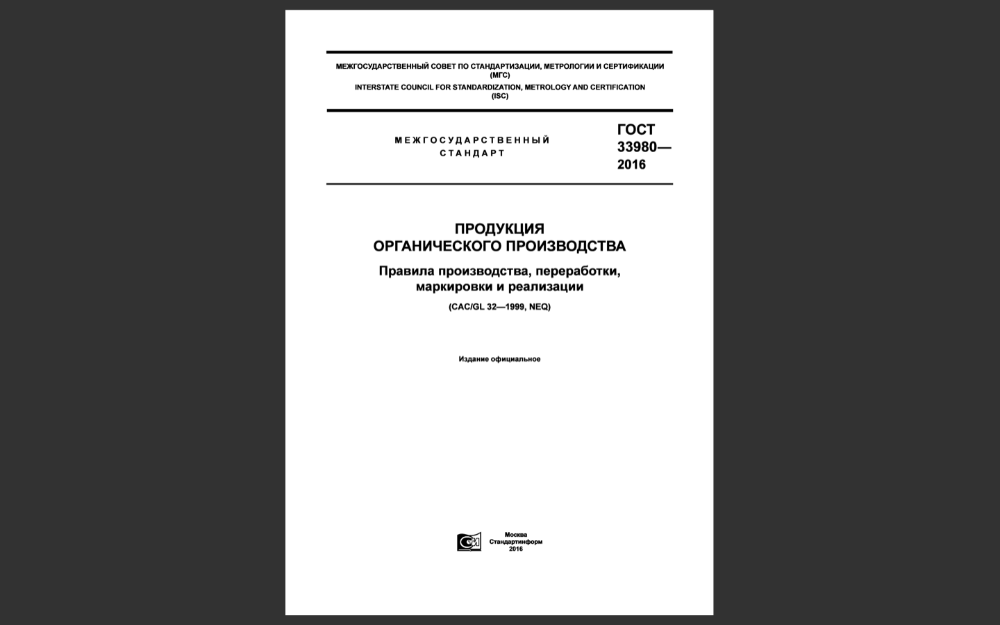 МЕЖГОСУДАРСТВЕННЫЙ СОВЕТ ПО СТАНДАРТИЗАЦИИ, МЕТРОЛОГИИ И СЕРТИФИКАЦИИ
(МГС)
INTERSTATE COUNCIL FOR STANDARDIZATION, METROLOGY AND CERTIFICATION
(ISC)
МЕЖГОСУДАРСТВЕННЫЙ
СТАНДАРТ
ГОСТ
33980—
2016
ПРОДУКЦИЯ
ОРГАНИЧЕСКОГО ПРОИЗВОДСТВА
Правила производства, переработки,
маркировки и реализации
(CAC/GL 32—1999, NEQ)
Издание официальное
Москва
Стандартинформ
2016